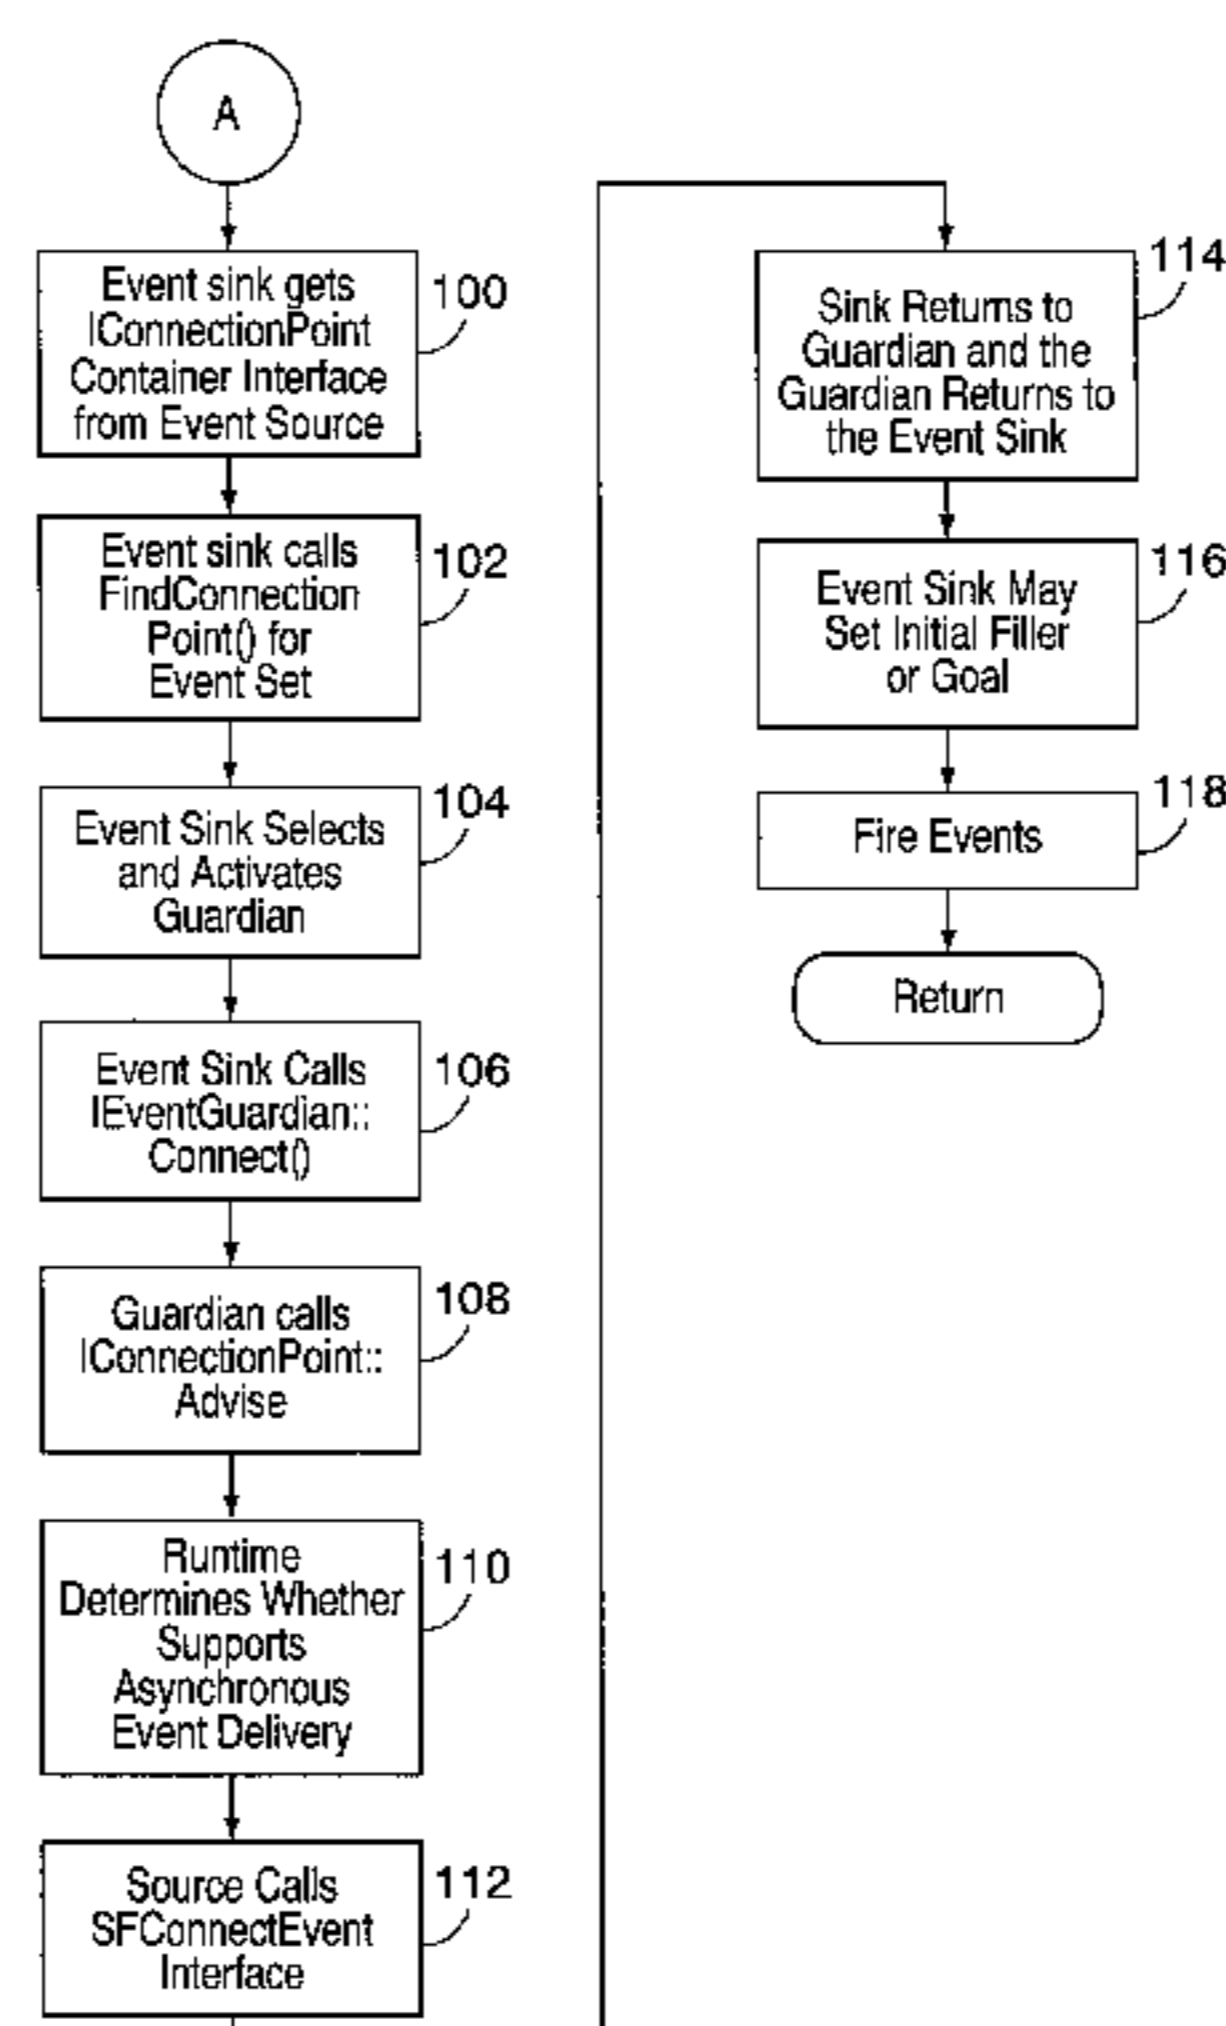 A
Event sink gets
IConnectionPoint
Container Interface
from Event Source
100
Event sink calls
FindConnection
Point() for
Event Set
102
Event Sink Selects
and Activates
Guardian
104
Event Sink Calls
IEventGuardian::
Connect()
106
Guardian calls
IConnectionPoint::
Advise
108
Runtime
Determines Whether
Supports
Asynchronous
Event Delivery
110
Source Calls
SFConnectEvent
Interface
112
Sink Returns to
Guardian and the
Guardian Returns to
the Event Sink
114
Event Sink May
Set Initial Filler
or Goal
116
Fire Events
118
Return